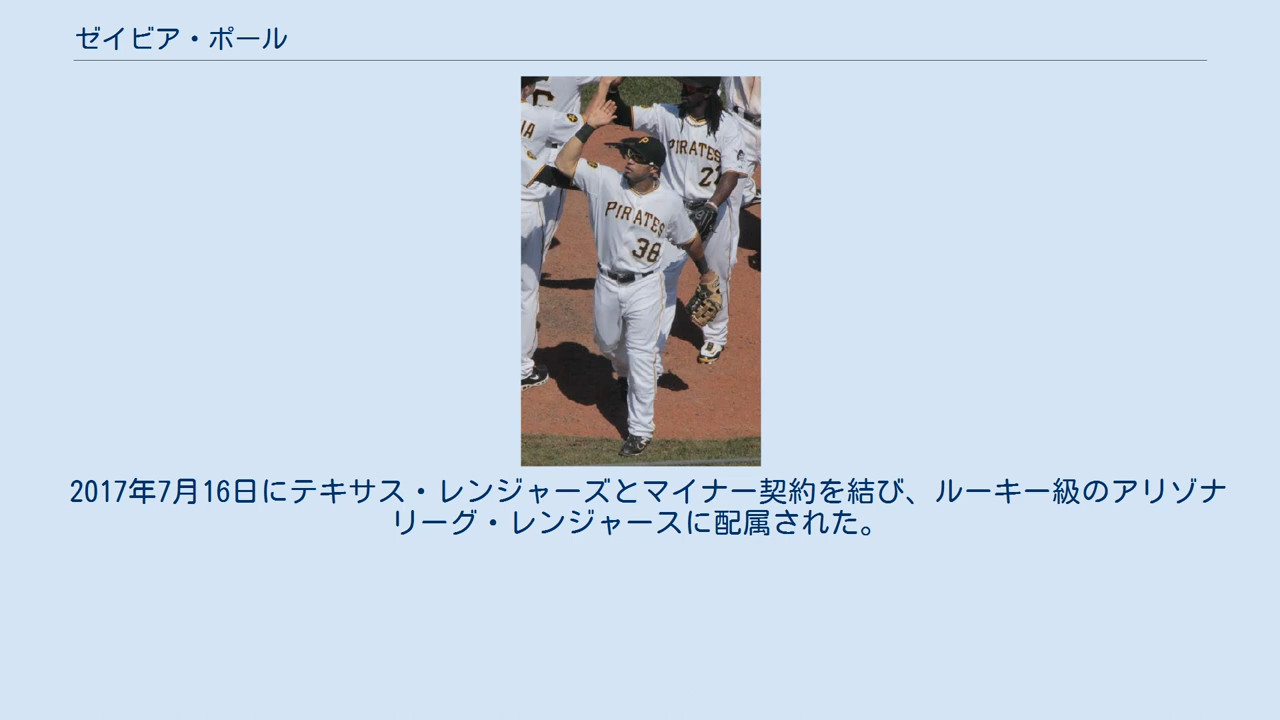 ゼイビア・ポール
PIRATES
PIRATES
38
2017年7月16日にテキサス・レンジャーズとマイナー契約を結び、ルーキー級のアリゾナ
リーグ・レンジャースに配属された。